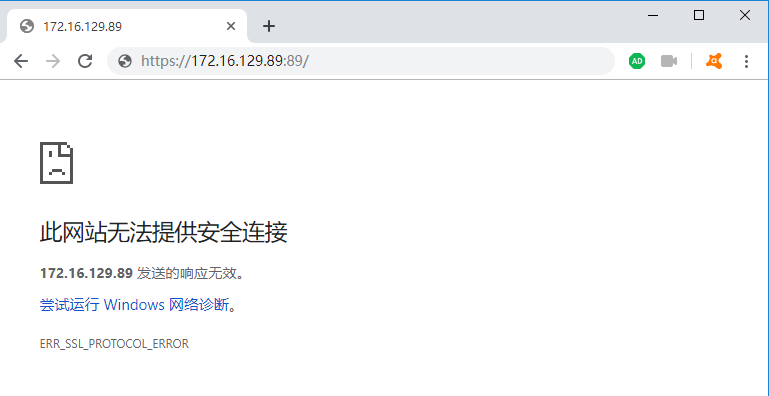 172.16.129.89
https://172.16.129.89:89/
AD
此网站无法提供安全连接
172.16.129.89 发送的响应无效。
尝试运行 Windows 网络诊断。
ERR_SSL_PROTOCOL_ERROR